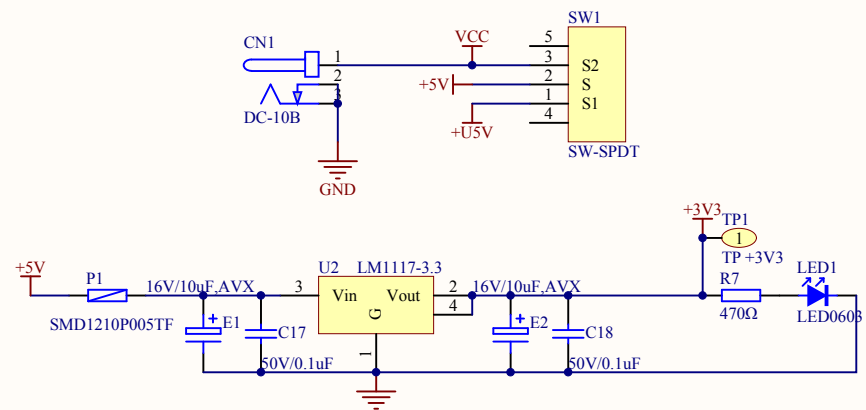 SW1
CN1
VCC
5
1
3
S2
2
+5V
2
S
3
1
S1
DC-10B
4
+U5V
SW-SPDT
GND
+3V3
TP1
1
+5V
TP +3V3
P1
U2
LM1117-3.3
R7
LED1
16V/10uF,AVX
3
Vin
Vout
2
16V/10uF,AVX
4
SMD1210P005TF
+
E1
C17
G
+
E2
C18
470Ω
LED0603
1
50V/0.1uF
50V/0.1uF